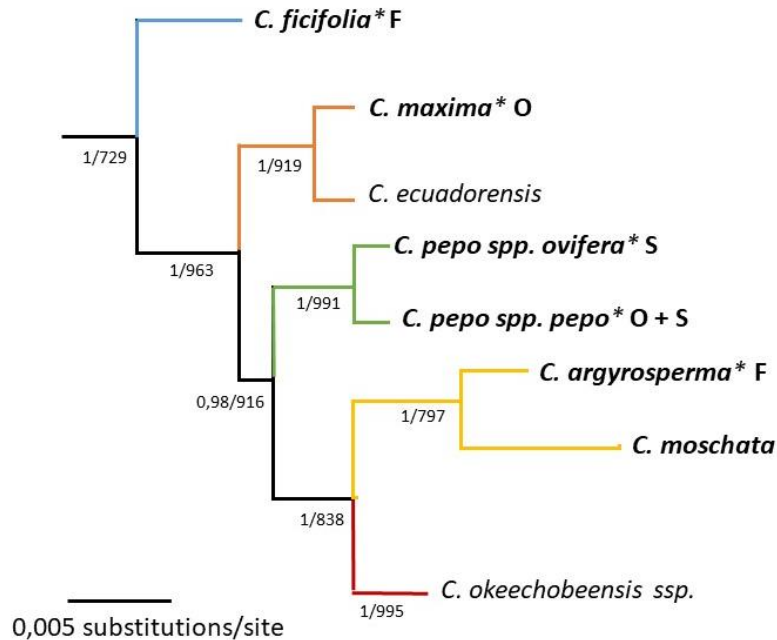 C. ficifolia* F
C. maxima* O
1/729
1/919
C. ecuadorensis
C. pepo spp. ovifera* S
1/963
1/991
C. pepo spp. pepo* O + S
C. argyrosperma* F
0,98/916
1/797
C. moschata
1/838
C. okeechobeensis ssp.
1/995
0,005 substitutions/site